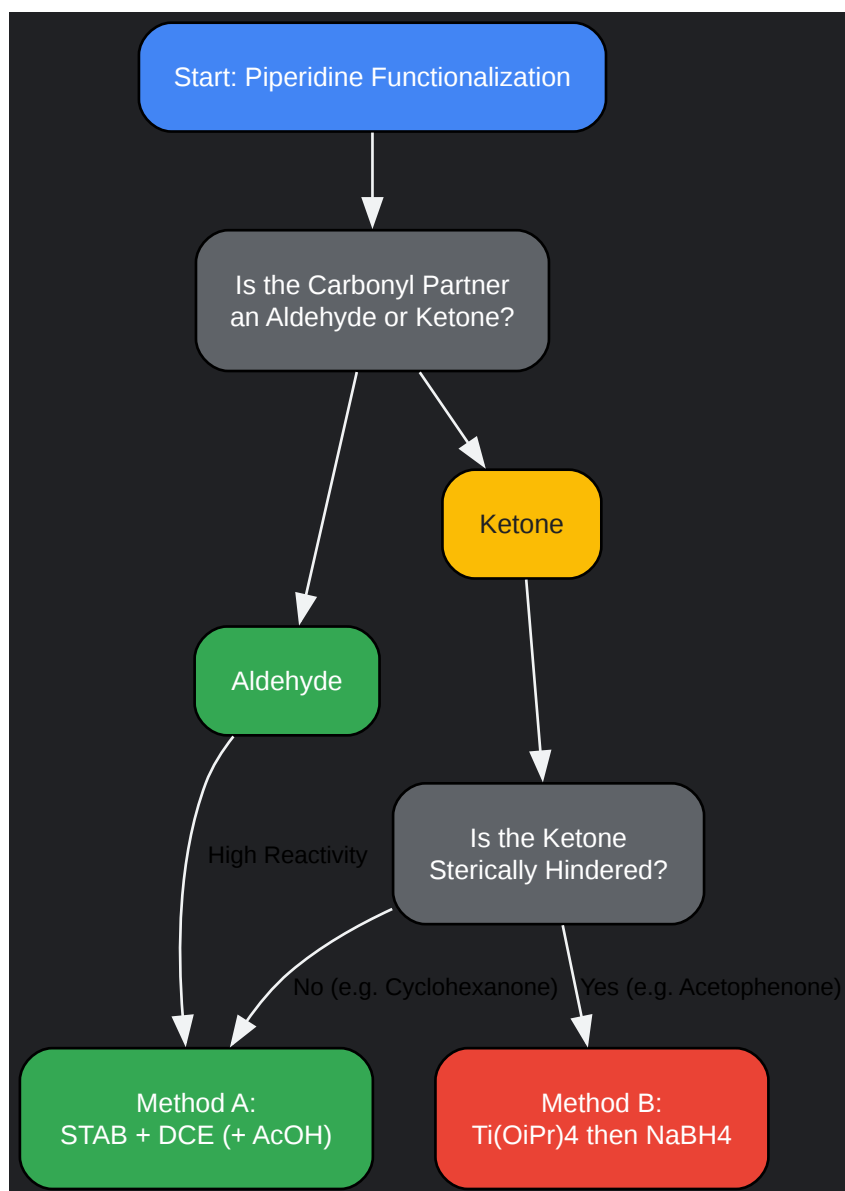 Start: Piperidine Functionalization
Is the Carbonyl Partner
an Aldehyde or Ketone?
Ketone
Aldehyde
Is the Ketone
Sterically Hindered?
High Reactivity
No (e.g. Cyclohexanone)
Yes (e.g. Acetophenone)
Method A:
STAB + DCE (+ AcOH)
Method B:
Ti(OiPr)4 then NaBH4